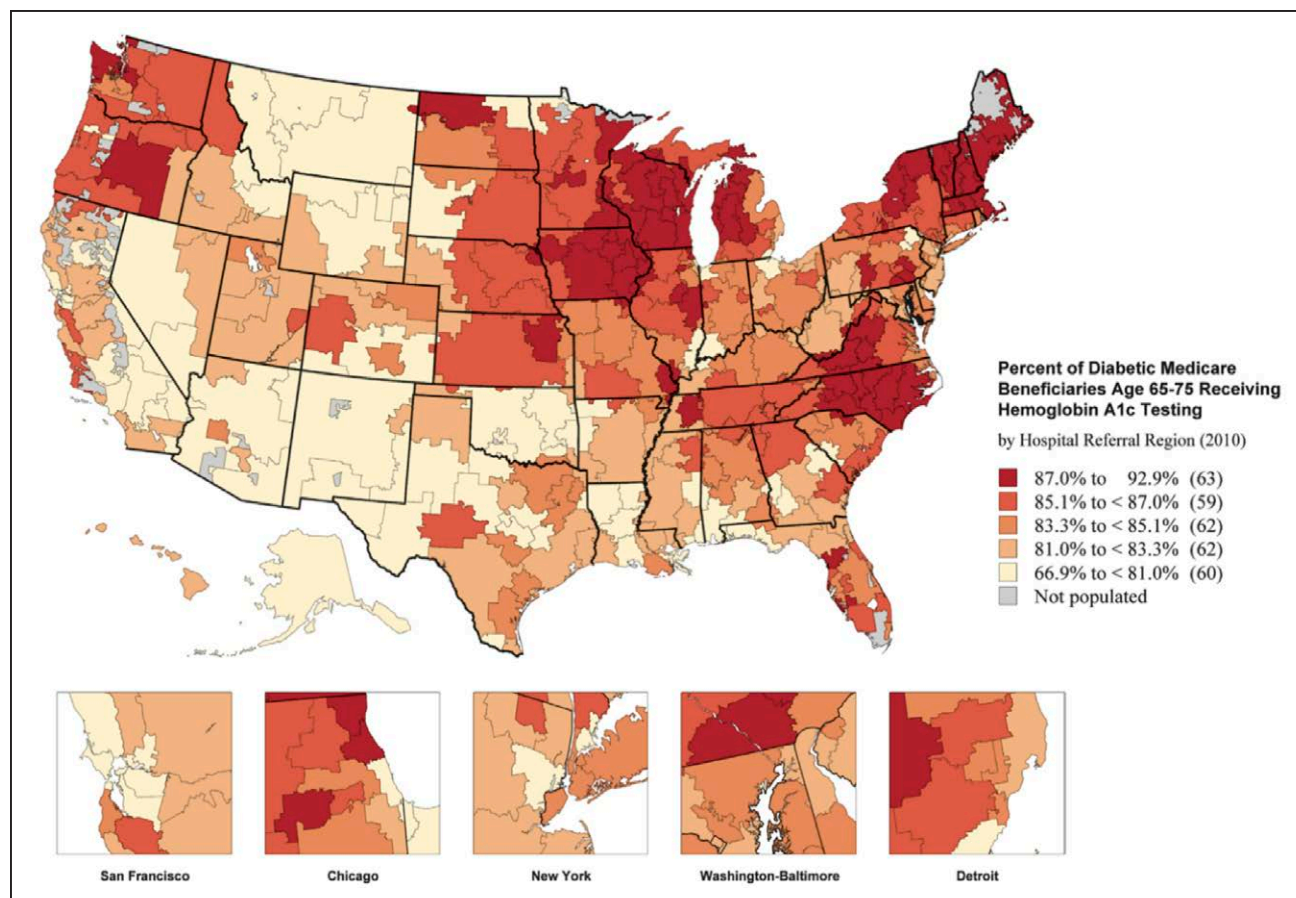 Percent of Diabetic Medicare
Beneficiaries Age 65-75 Receiving
Hemoglobin A1c Testing
by Hospital Referral Region (2010)
87.0% to 92.9% (63)
85.1% to < 87.0% (59)
83.3% to < 85.1% (62)
81.0% to < 83.3% (62)
66.9% to < 81.0% (60)
Not populated
San Francisco
Chicago
New York
Washington-Baltimore
Detroit